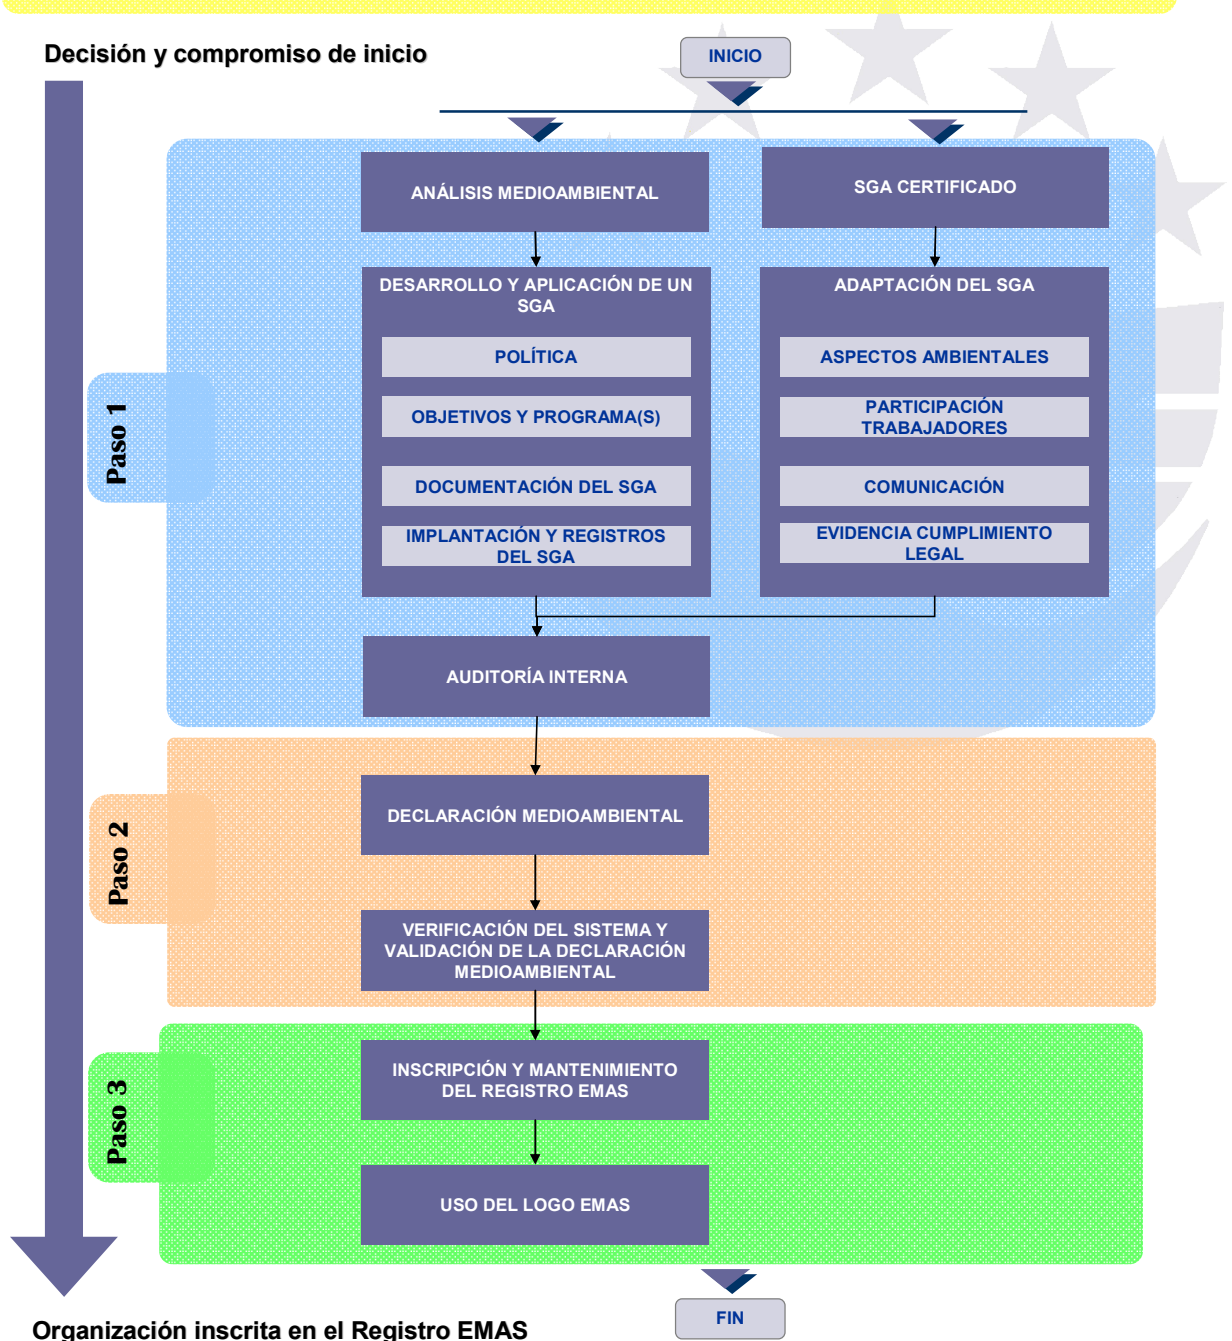 Decisión y compromiso de inicio
INICIO
ANÁLISIS MEDIOAMBIENTAL
SGA CERTIFICADO
DESARROLLO Y APLICACIÓN DE UN
SGA
POLÍTICA
OBJETIVOS Y PROGRAMA(S)
DOCUMENTACIÓN DEL SGA
IMPLANTACIÓN Y REGISTROS
DEL SGA
ADAPTACIÓN DEL SGA
ASPECTOS AMBIENTALES
PARTICIPACIÓN
TRABAJADORES
COMUNICACIÓN
EVIDENCIA CUMPLIMIENTO
LEGAL
Paso 1
AUDITORÍA INTERNA
Paso 2
DECLARACIÓN MEDIOAMBIENTAL
VERIFICACIÓN DEL SISTEMA Y
VALIDACIÓN DE LA DECLARACIÓN
MEDIOAMBIENTAL
Paso 3
INSCRIPCIÓN Y MANTENIMIENTO
DEL REGISTRO EMAS
USO DEL LOGO EMAS
FIN
Organización inscrita en el Registro EMAS